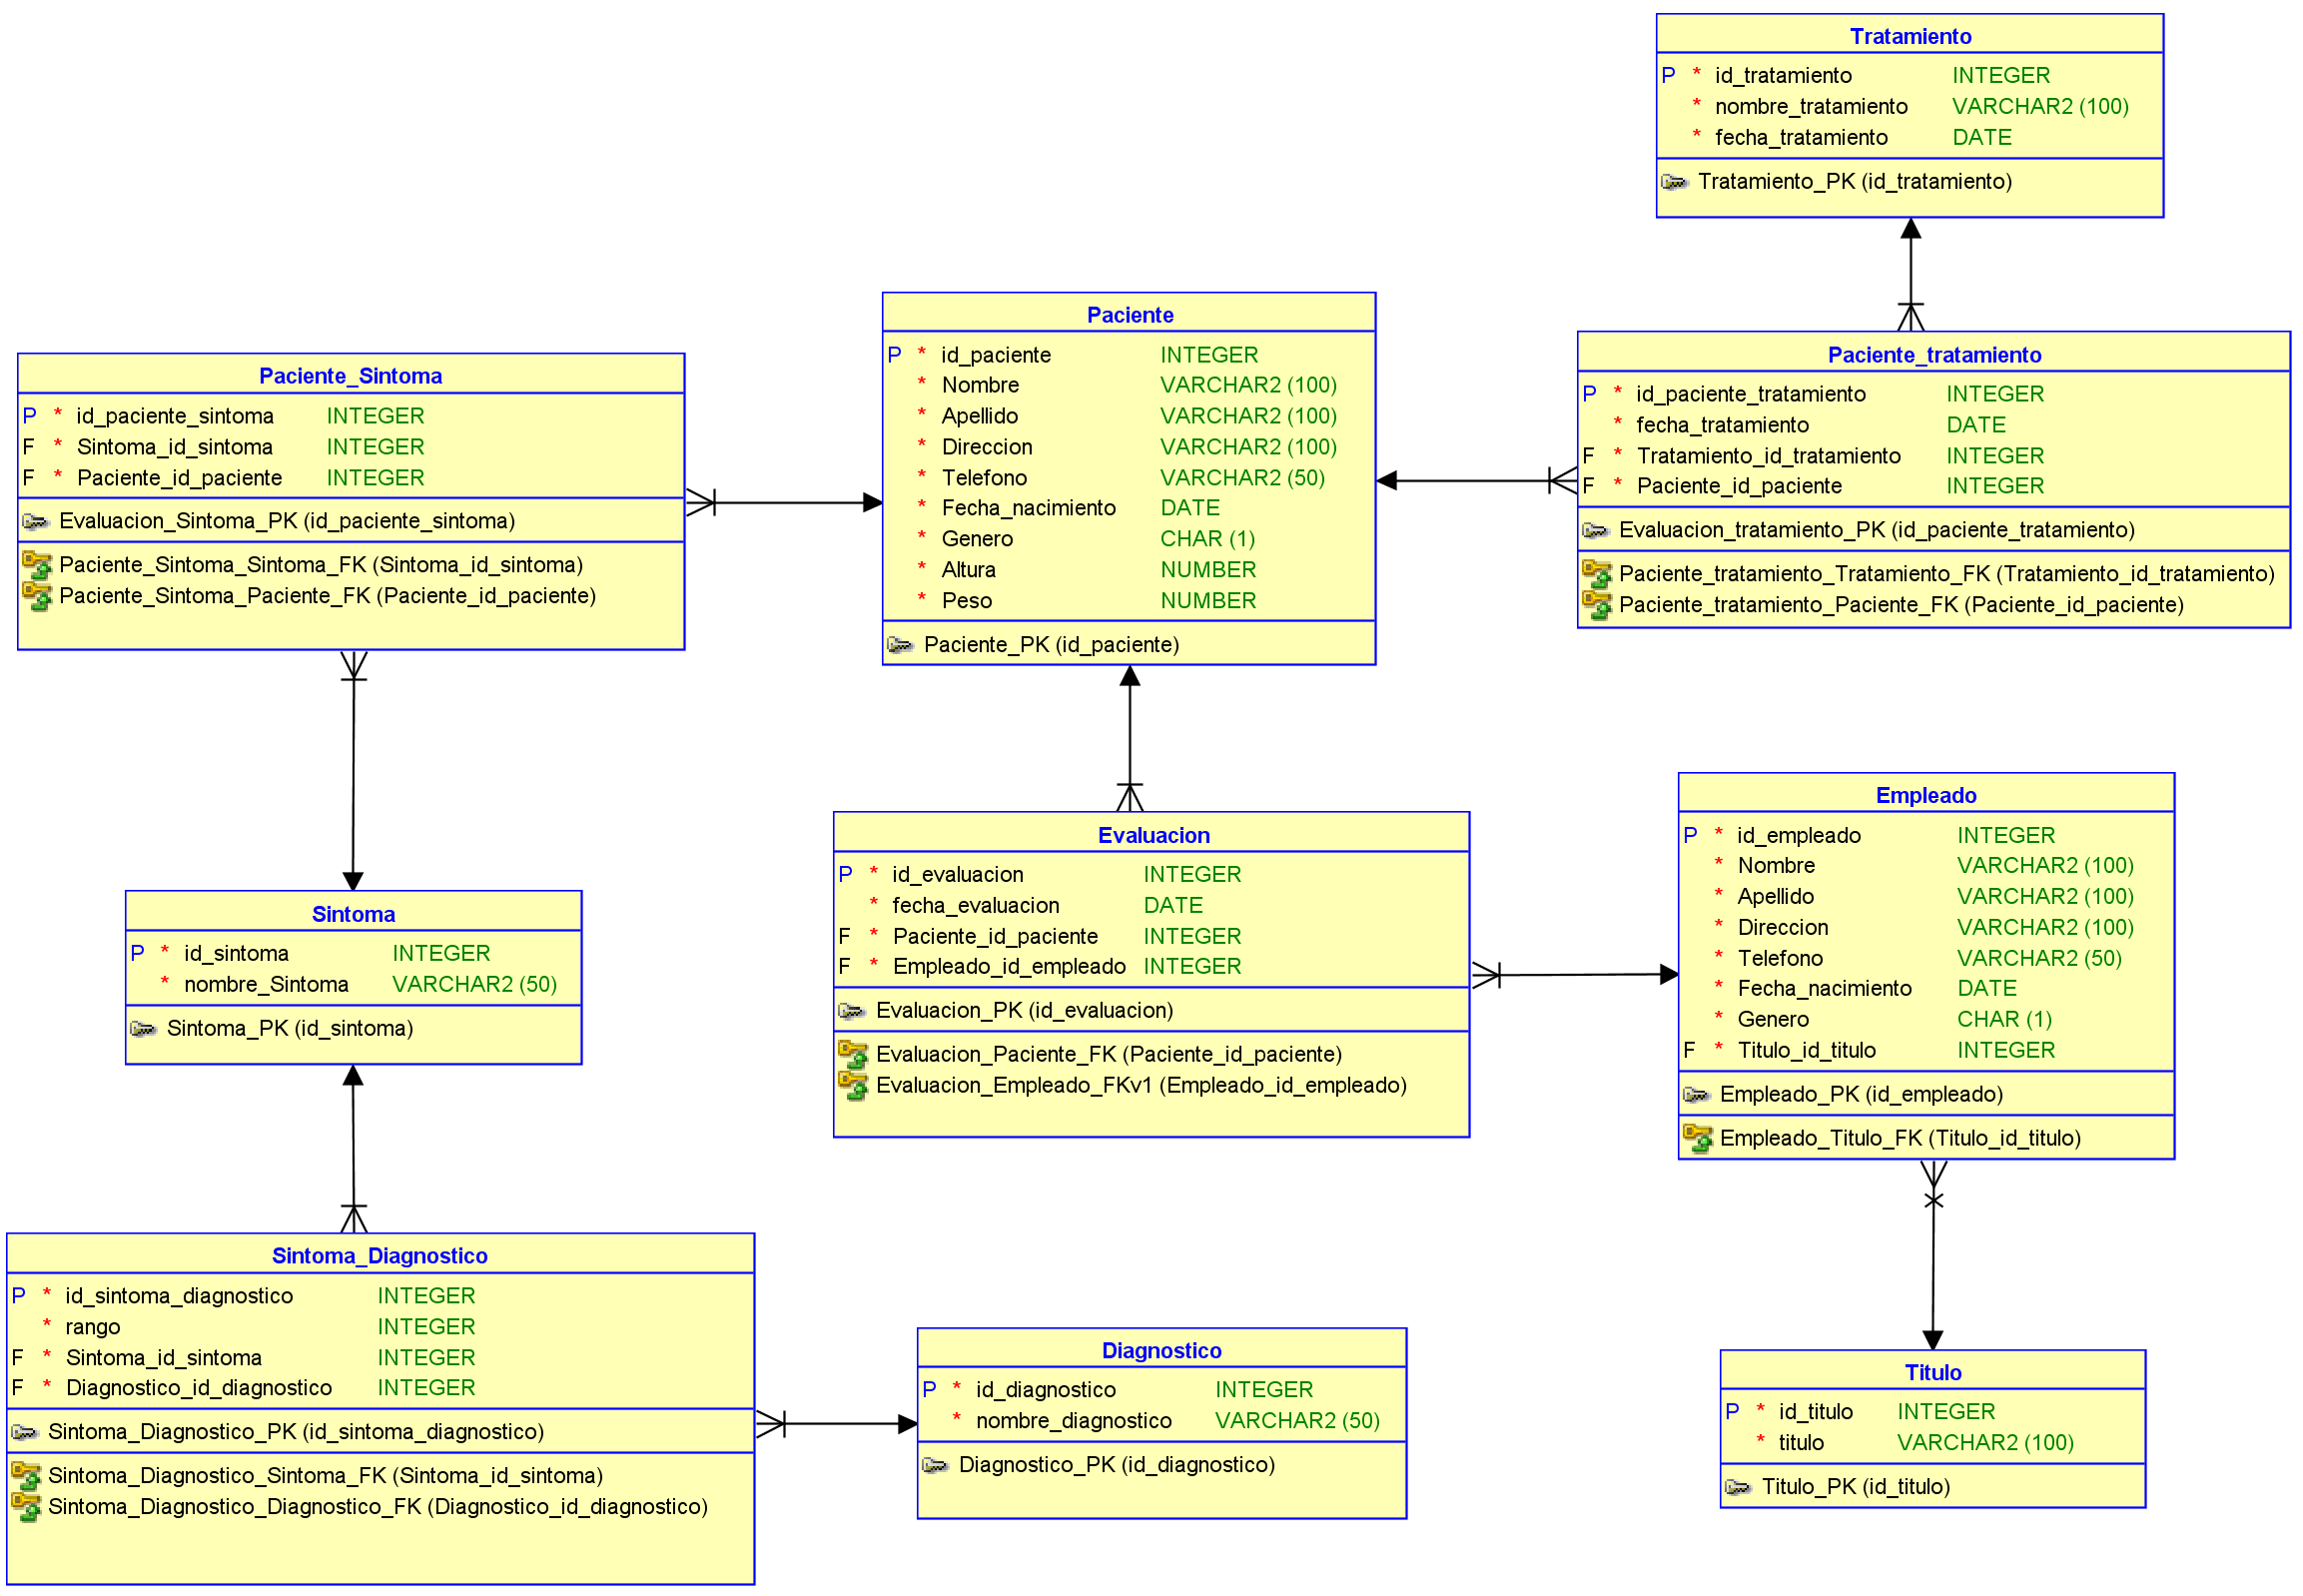 Tratamiento
P * id_tratamiento INTEGER
* nombre_tratamiento VARCHAR2 (100)
* fecha_tratamiento DATE
Tratamiento_PK (id_tratamiento)
Paciente
P * id_paciente INTEGER
* Nombre VARCHAR2 (100)
* Apellido VARCHAR2 (100)
* Direccion VARCHAR2 (100)
* Telefono VARCHAR2 (50)
* Fecha_nacimiento DATE
* Genero CHAR (1)
* Altura NUMBER
* Peso NUMBER
Paciente_PK (id_paciente)
Paciente_tratamiento
P * id_paciente_tratamiento INTEGER
* fecha_tratamiento DATE
F * Tratamiento_id_tratamiento INTEGER
F * Paciente_id_paciente INTEGER
Evaluacion_tratamiento_PK (id_paciente_tratamiento)
Paciente_tratamiento_Tratamiento_FK (Tratamiento_id_tratamiento)
Paciente_tratamiento_Paciente_FK (Paciente_id_paciente)
Paciente_Sintoma
P * id_paciente_sintoma INTEGER
F * Sintoma_id_sintoma INTEGER
F * Paciente_id_paciente INTEGER
Evaluacion_Sintoma_PK (id_paciente_sintoma)
Paciente_Sintoma_Sintoma_FK (Sintoma_id_sintoma)
Paciente_Sintoma_Paciente_FK (Paciente_id_paciente)
Empleado
P * id_empleado INTEGER
* Nombre VARCHAR2 (100)
* Apellido VARCHAR2 (100)
* Direccion VARCHAR2 (100)
* Telefono VARCHAR2 (50)
* Fecha_nacimiento DATE
* Genero CHAR (1)
F * Titulo_id_titulo INTEGER
Empleado_PK (id_empleado)
Empleado_Titulo_FK (Titulo_id_titulo)
Evaluacion
P * id_evaluacion INTEGER
* fecha_evaluacion DATE
F * Paciente_id_paciente INTEGER
F * Empleado_id_empleado INTEGER
Evaluacion_PK (id_evaluacion)
Evaluacion_Paciente_FK (Paciente_id_paciente)
Evaluacion_Empleado_FKv1 (Empleado_id_empleado)
Sintoma
P * id_sintoma INTEGER
* nombre_Sintoma VARCHAR2 (50)
Sintoma_PK (id_sintoma)
Sintoma_Diagnostico
P * id_sintoma_diagnostico INTEGER
* rango INTEGER
F * Sintoma_id_sintoma INTEGER
F * Diagnostico_id_diagnostico INTEGER
Sintoma_Diagnostico_PK (id_sintoma_diagnostico)
Sintoma_Diagnostico_Sintoma_FK (Sintoma_id_sintoma)
Sintoma_Diagnostico_Diagnostico_FK (Diagnostico_id_diagnostico)
Diagnostico
P * id_diagnostico INTEGER
* nombre_diagnostico VARCHAR2 (50)
Diagnostico_PK (id_diagnostico)
Titulo
P * id_titulo INTEGER
* titulo VARCHAR2 (100)
Titulo_PK (id_titulo)